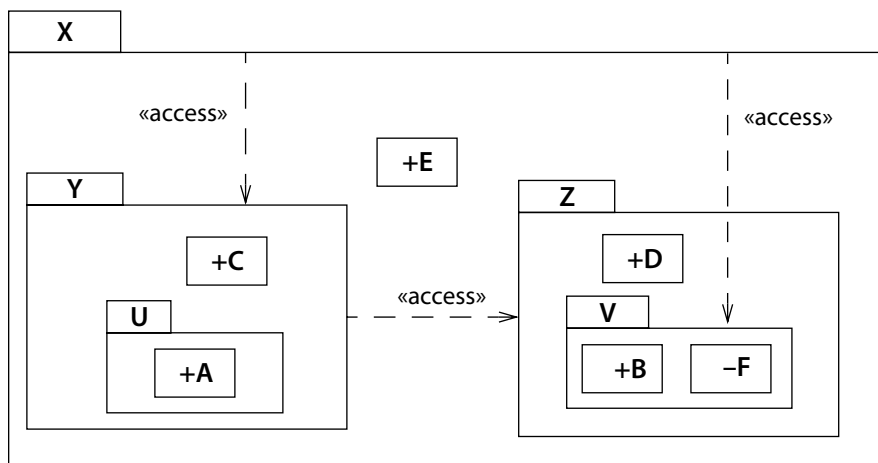 X
«access»
«access»
+E
Y
Z
+C
+D
«access»
U
V
+A
+B
–F